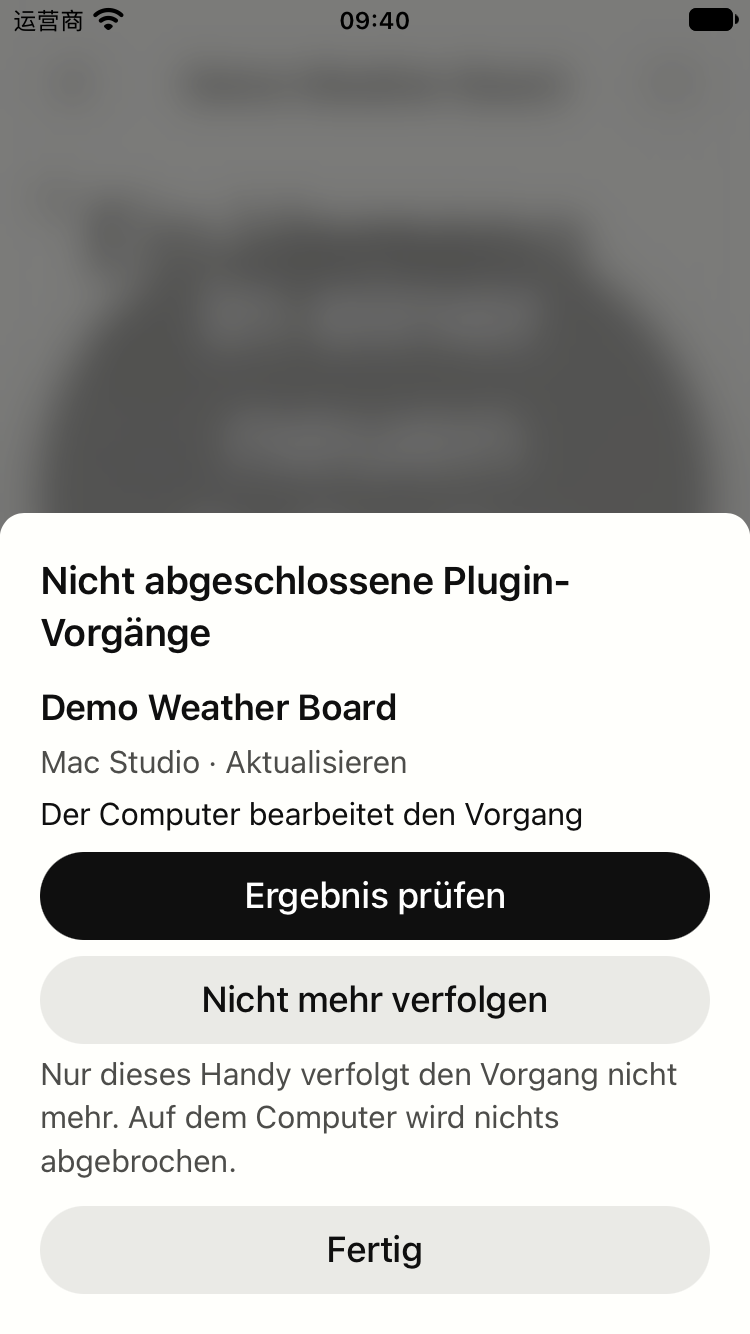 运营商
09:40
Nicht abgeschlossene Plugin-
Vorgänge
Demo Weather Board
Mac Studio · Aktualisieren
Der Computer bearbeitet den Vorgang
Ergebnis prüfen
Nicht mehr verfolgen
Nur dieses Handy verfolgt den Vorgang nicht
mehr. Auf dem Computer wird nichts
abgebrochen.
Fertig